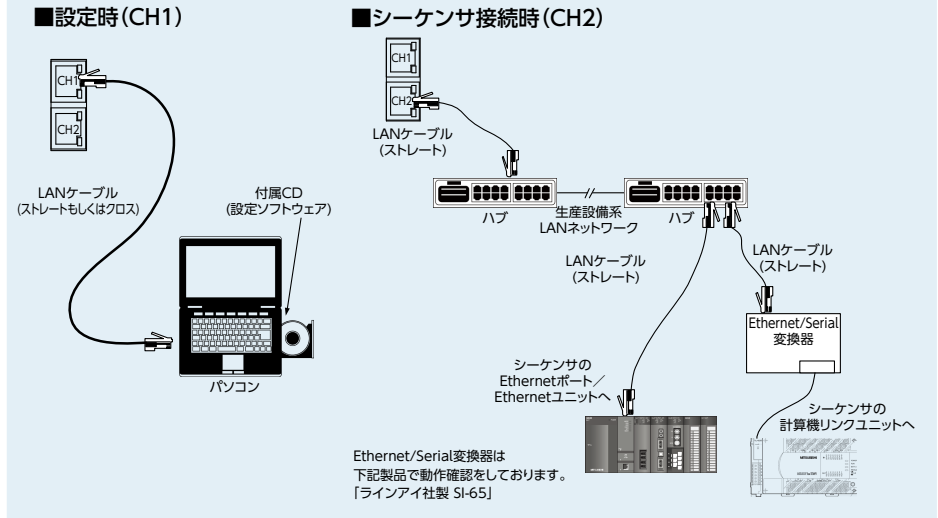 ■設定時(CH1)
CH1
CH2
LANケーブル
(ストレートもしくはクロス)
付属CD
(設定ソフトウェア)
パソコン
■シーケンサ接続時(CH2)
CH1
CH2
LANケーブル
(ストレート)
ハブ
生産設備系
LANネットワーク
ハブ
LANケーブル
(ストレート)
LANケーブル
(ストレート)
Ethernet/Serial
変換器
シーケンサの
Ethernetポート／
Ethernetユニットへ
シーケンサの
計算機リンクユニットへ
MITSUBISHI
Ethernet/Serial変換器は
下記製品で動作確認をしております。
「ラインアイ社製 SI-65」